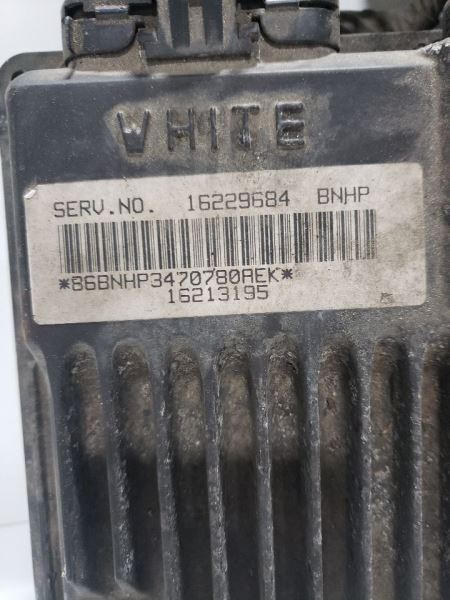 WHITE
SERV.NO. 16229684 BNHP
*86BNHP3470780AEK*
16213195